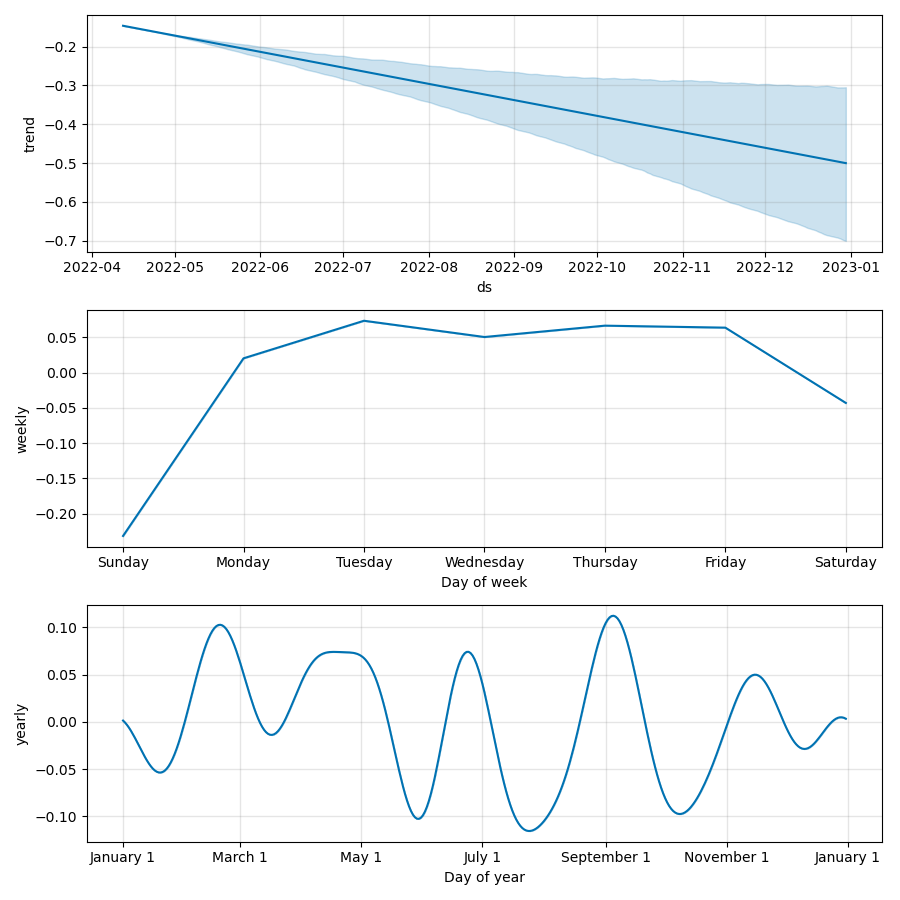 −0.2
−0.3
−0.4
−0.5
−0.6
−0.7
trend
2022-04 2022-05 2022-06 2022-07 2022-08 2022-09 2022-10 2022-11 2022-12 2023-01
ds
0.05
0.00
−0.05
−0.10
−0.15
−0.20
weekly
Sunday Monday Tuesday Wednesday Thursday Friday Saturday
Day of week
0.10
0.05
0.00
−0.05
−0.10
yearly
January 1 March 1 May 1 July 1 September 1 November 1 January 1
Day of year